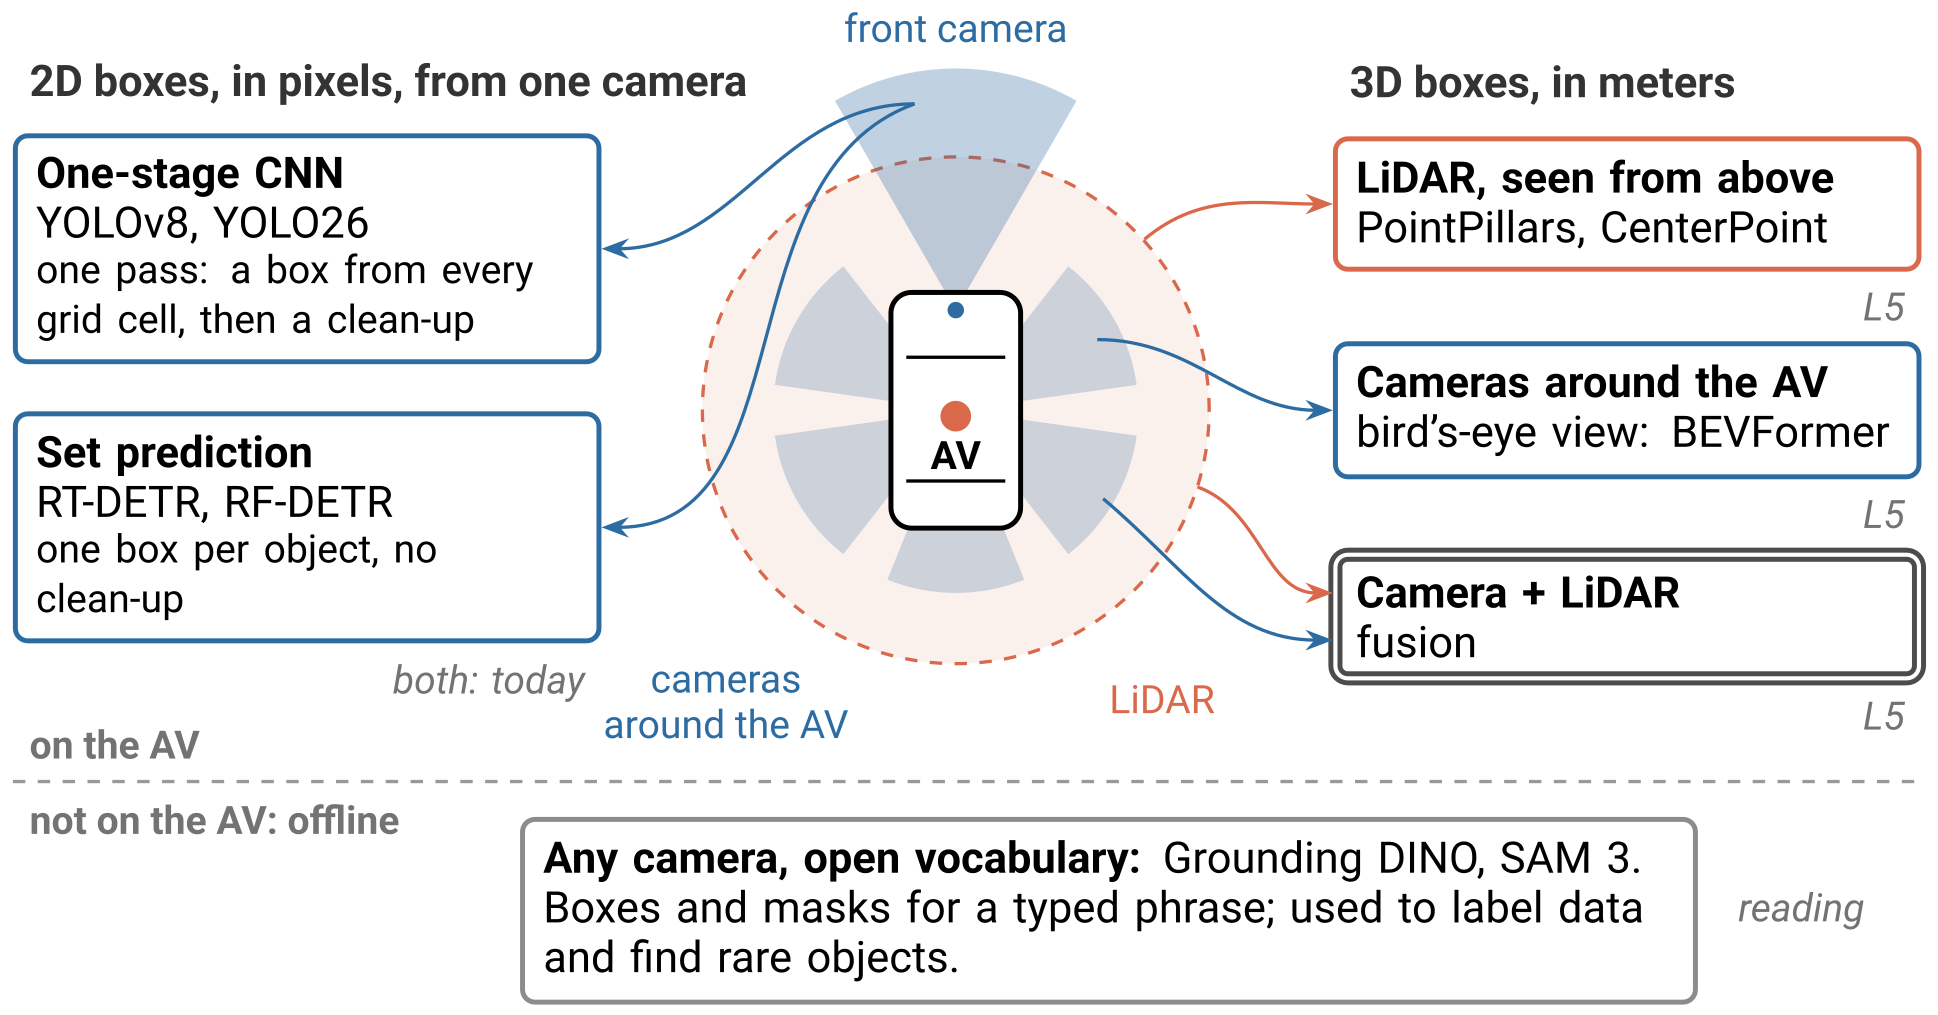 front camera
2D boxes, in pixels, from one camera
One-stage CNN
YOLOv8, YOLO26
one pass: a box from every
grid cell, then a clean-up
Set prediction
RT-DETR, RF-DETR
one box per object, no
clean-up
both: today
AV
cameras
around the AV
LiDAR
3D boxes, in meters
LiDAR, seen from above
PointPillars, CenterPoint
L5
Cameras around the AV
bird's-eye view: BEVFormer
L5
Camera + LiDAR
fusion
L5
on the AV
not on the AV: offline
Any camera, open vocabulary: Grounding DINO, SAM 3.
Boxes and masks for a typed phrase; used to label data
and find rare objects.
reading